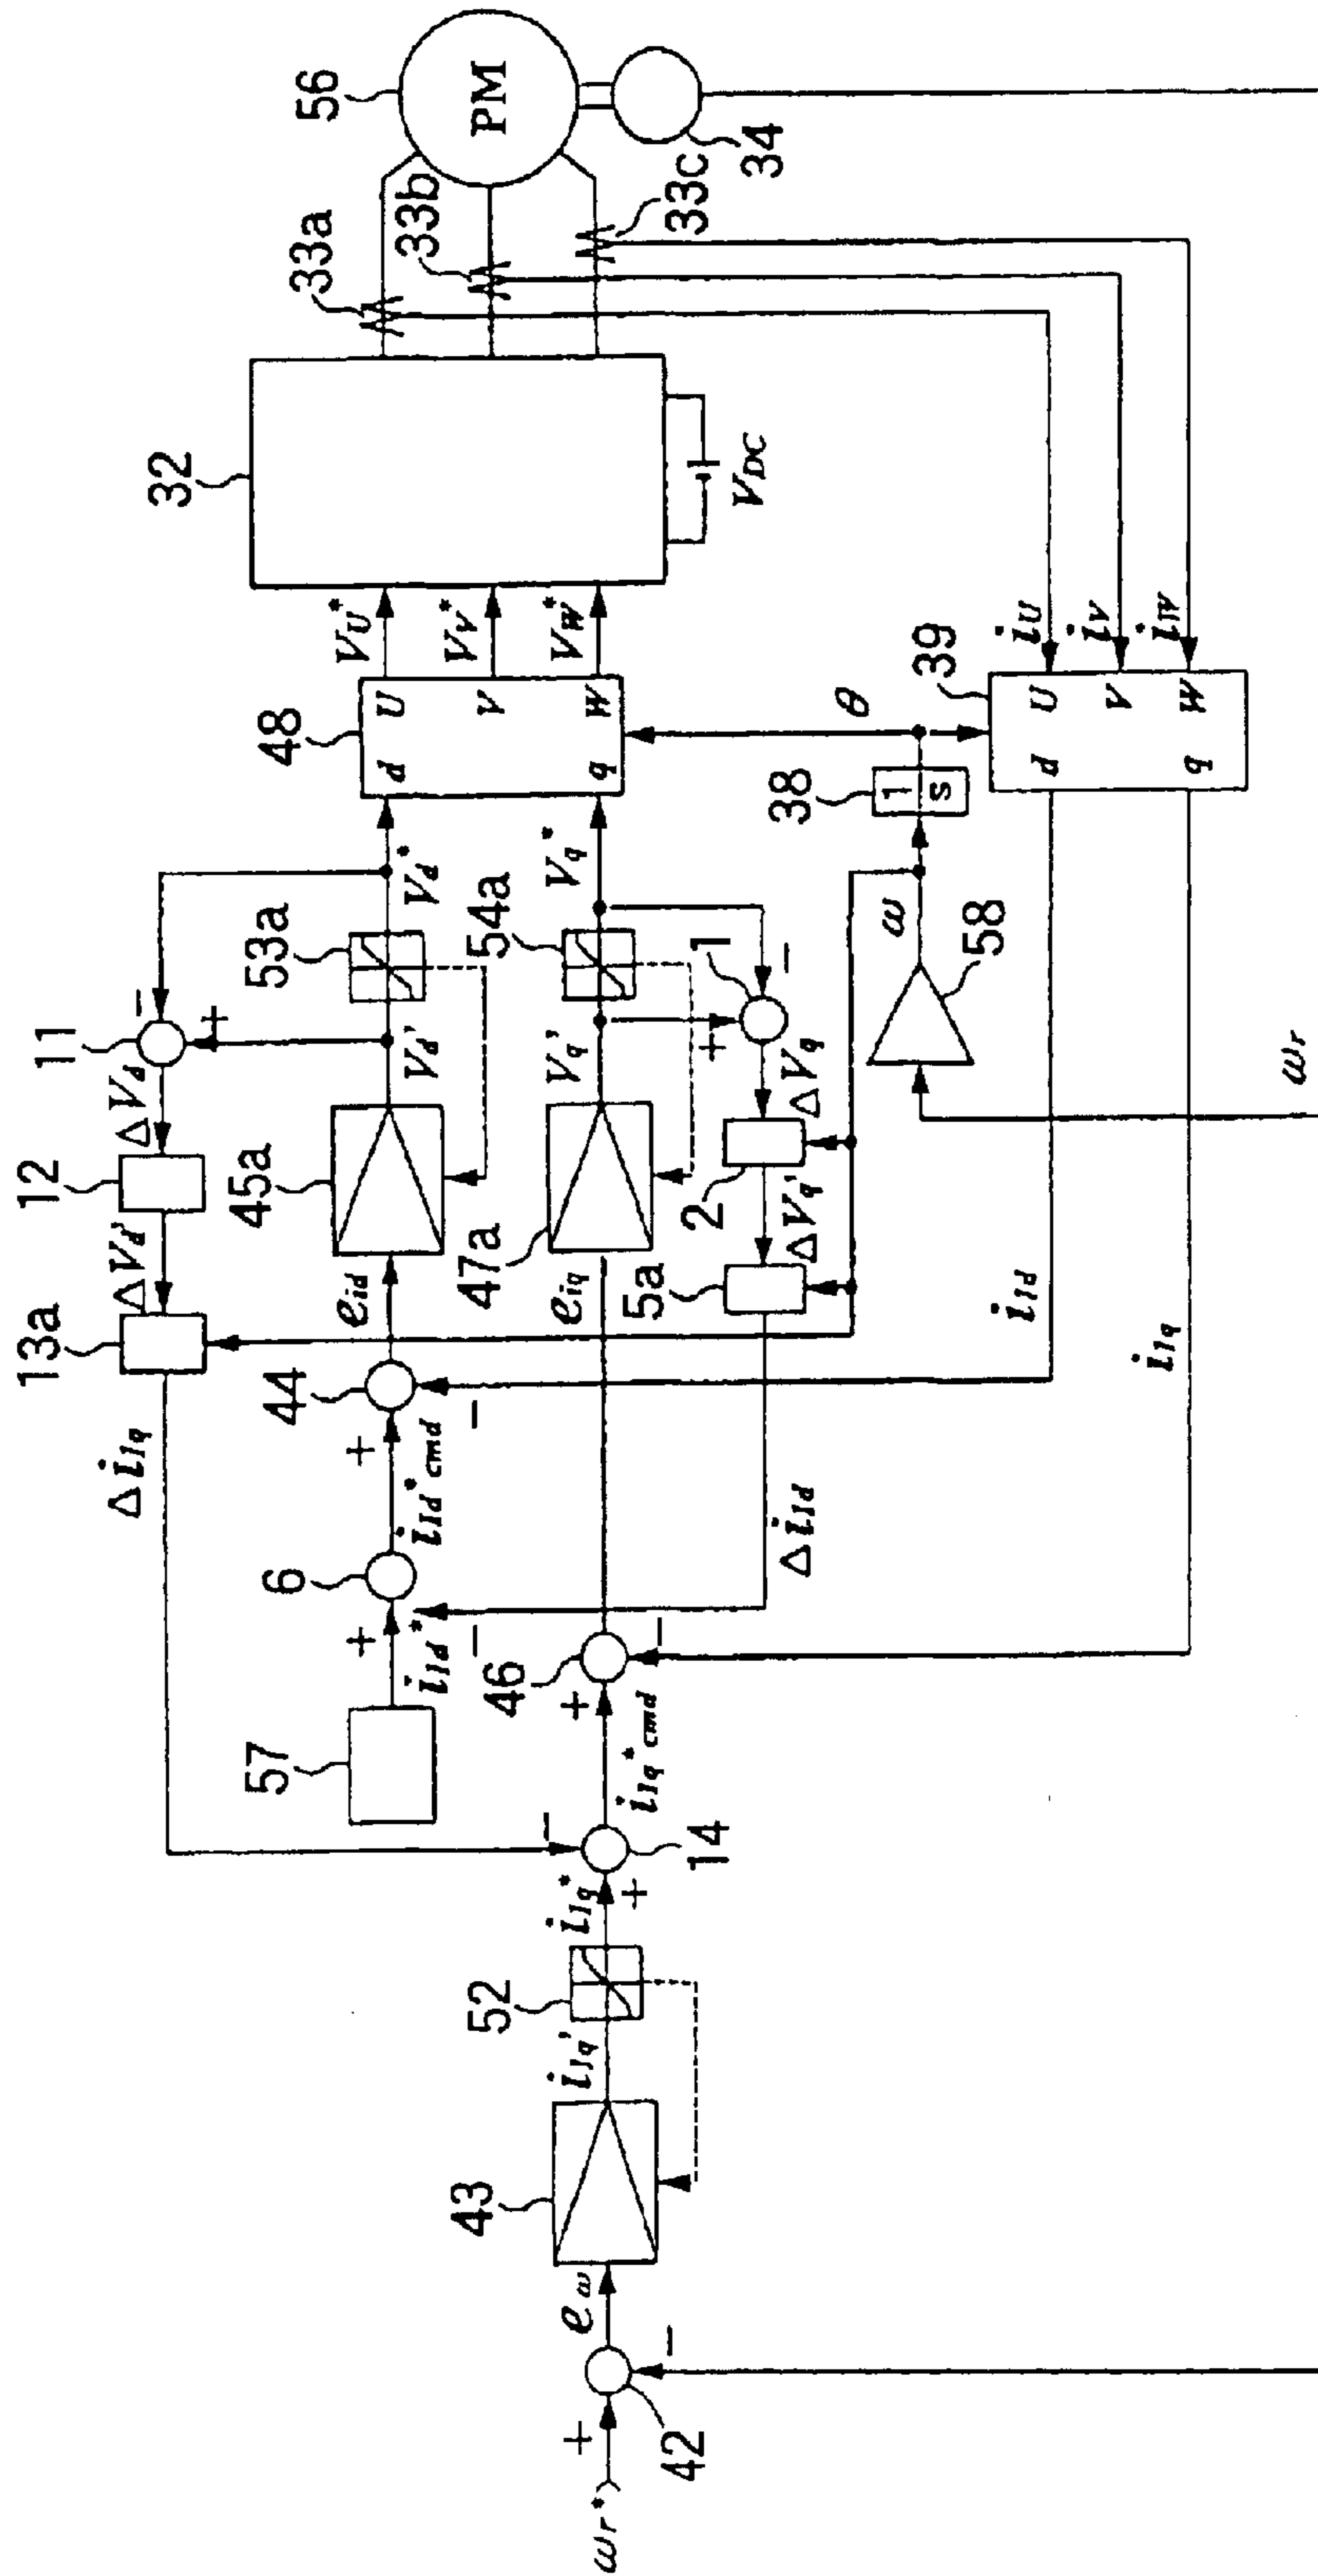 13a
ΔV_d'
12
ΔV_d
11
−
+
Δi_1q
57
i_1d*
+
−
6
i_1d* cmd
+
−
44
e_id
45a
V_d'
53a
V_d*
48
d U
V
q W
V_U*
V_V*
V_W*
32
V_DC
33a
33b
33c
56
PM
34
ω_r*
+
−
42
e_ω
43
i_1q'
52
i_1q*
+
−
14
i_1q* cmd
+
−
46
e_iq
47a
V_q'
54a
V_q*
+
−
1
ΔV_q
2
ΔV_q'
5a
Δi_1d
58
ω
38
1
s
θ
39
d U
V
q W
i_U
i_V
i_W
i_1d
i_1q
ω_r